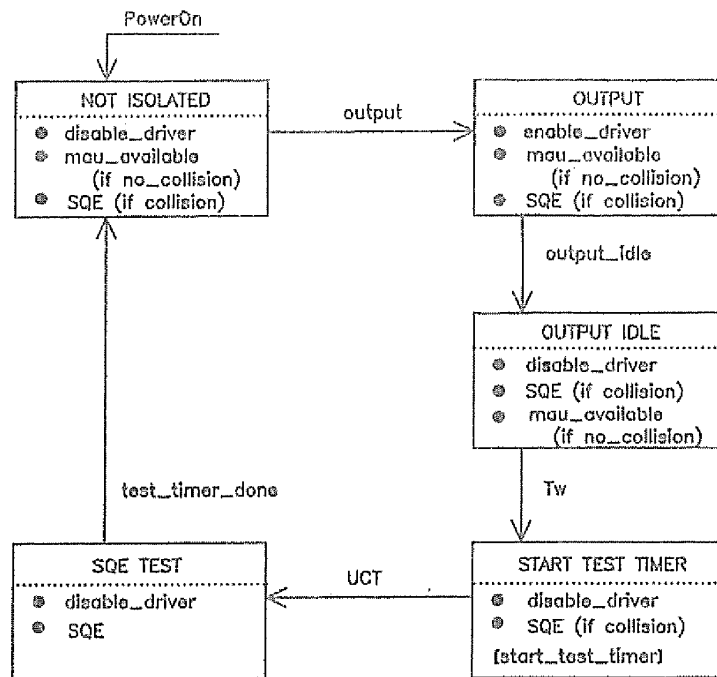 PowerOn
NOT ISOLATED
disable_driver
mau_available
(if no_collision)
SQE (if collision)
output
OUTPUT
enable_driver
mau_available
(if no_collision)
SQE (if collision)
output_idle
OUTPUT IDLE
disable_driver
SQE (if collision)
mau_available
(if no_collision)
Tw
START TEST TIMER
disable_driver
SQE (if collision)
[start_test_timer]
UCT
SQE TEST
disable_driver
SQE
test_timer_done